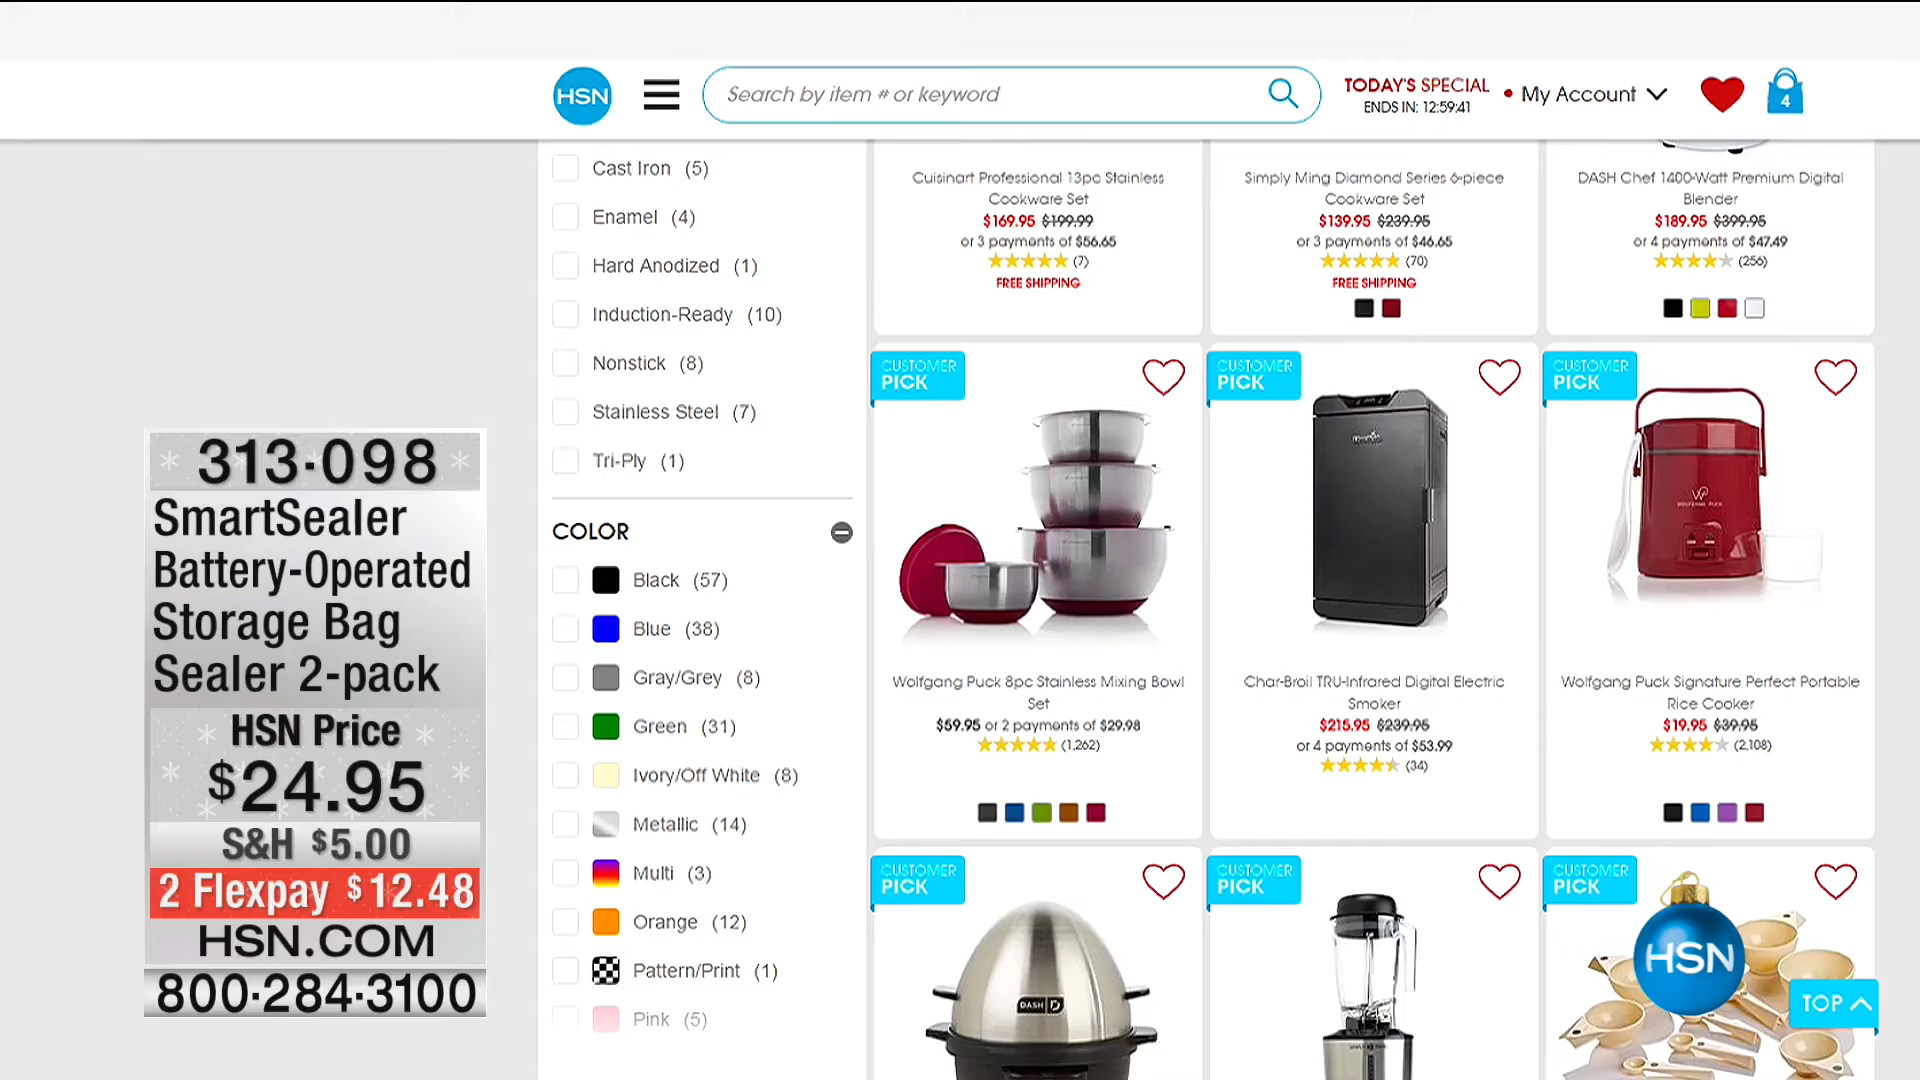 HSN
Search by item # or keyword
TODAY'S SPECIAL
ENDS IN: 12:59:41
My Account
4
Cast Iron (5)
Enamel (4)
Hard Anodized (1)
Induction-Ready (10)
Nonstick (8)
Stainless Steel (7)
Tri-Ply (1)
COLOR
Black (57)
Blue (38)
Gray/Grey (8)
Green (31)
Ivory/Off White (8)
Metallic (14)
Multi (3)
Orange (12)
Pattern/Print (1)
Pink (5)
Cuisinart Professional 13pc Stainless
Cookware Set
$169.95 $199.99
or 3 payments of $56.65
(7)
FREE SHIPPING
Simply Ming Diamond Series 6-piece
Cookware Set
$139.95 $239.95
or 3 payments of $46.65
(70)
FREE SHIPPING
DASH Chef 1400-Watt Premium Digital
Blender
$189.95 $399.95
or 4 payments of $47.49
(256)
CUSTOMER
PICK
Wolfgang Puck 8pc Stainless Mixing Bowl
Set
$59.95 or 2 payments of $29.98
(1,262)
CUSTOMER
PICK
Char-Broil TRU-Infrared Digital Electric
Smoker
$215.95 $239.95
or 4 payments of $53.99
(34)
CUSTOMER
PICK
WP
WOLFGANG PUCK
Wolfgang Puck Signature Perfect Portable
Rice Cooker
$19.95 $39.95
(2,108)
CUSTOMER
PICK
DASH D
CUSTOMER
PICK
CUSTOMER
PICK
HSN
TOP
313-098
SmartSealer
Battery-Operated
Storage Bag
Sealer 2-pack
HSN Price
$24.95
S&H $5.00
2 Flexpay $12.48
HSN.COM
800·284·3100